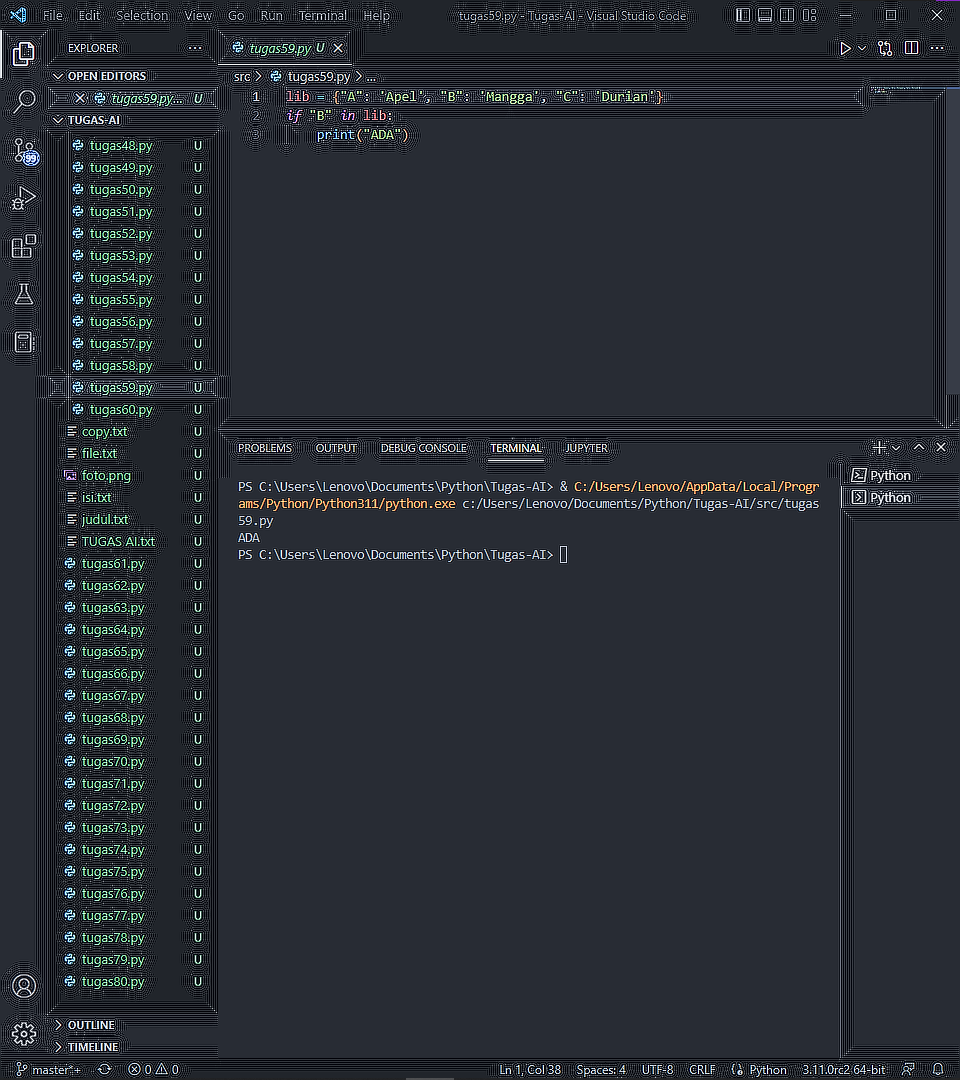 File Edit Selection View Go Run Terminal Help tugas59.py - Tugas-AI - Visual Studio Code
EXPLORER ...
OPEN EDITORS
tugas59.py... U
TUGAS-AI
tugas48.py U
tugas49.py U
tugas50.py U
tugas51.py U
tugas52.py U
tugas53.py U
tugas54.py U
tugas55.py U
tugas56.py U
tugas57.py U
tugas58.py U
tugas59.py U
tugas60.py U
copy.txt U
file.txt U
foto.png U
isi.txt U
judul.txt U
TUGAS AI.txt U
tugas61.py U
tugas62.py U
tugas63.py U
tugas64.py U
tugas65.py U
tugas66.py U
tugas67.py U
tugas68.py U
tugas69.py U
tugas70.py U
tugas71.py U
tugas72.py U
tugas73.py U
tugas74.py U
tugas75.py U
tugas76.py U
tugas77.py U
tugas78.py U
tugas79.py U
tugas80.py U
OUTLINE
TIMELINE
99
tugas59.py U
src > tugas59.py > ...
1 lib = {"A": 'Apel', "B": 'Mangga', "C": 'Durian'}
2 if "B" in lib:
3 print("ADA")
PROBLEMS OUTPUT DEBUG CONSOLE TERMINAL JUPYTER
PS C:\Users\Lenovo\Documents\Python\Tugas-AI> & C:/Users/Lenovo/AppData/Local/Progr
ams/Python/Python311/python.exe c:/Users/Lenovo/Documents/Python/Tugas-AI/src/tugas
59.py
ADA
PS C:\Users\Lenovo\Documents\Python\Tugas-AI>
Python
Python
master*+ 0 0 Ln 1, Col 38 Spaces: 4 UTF-8 CRLF Python 3.11.0rc2 64-bit